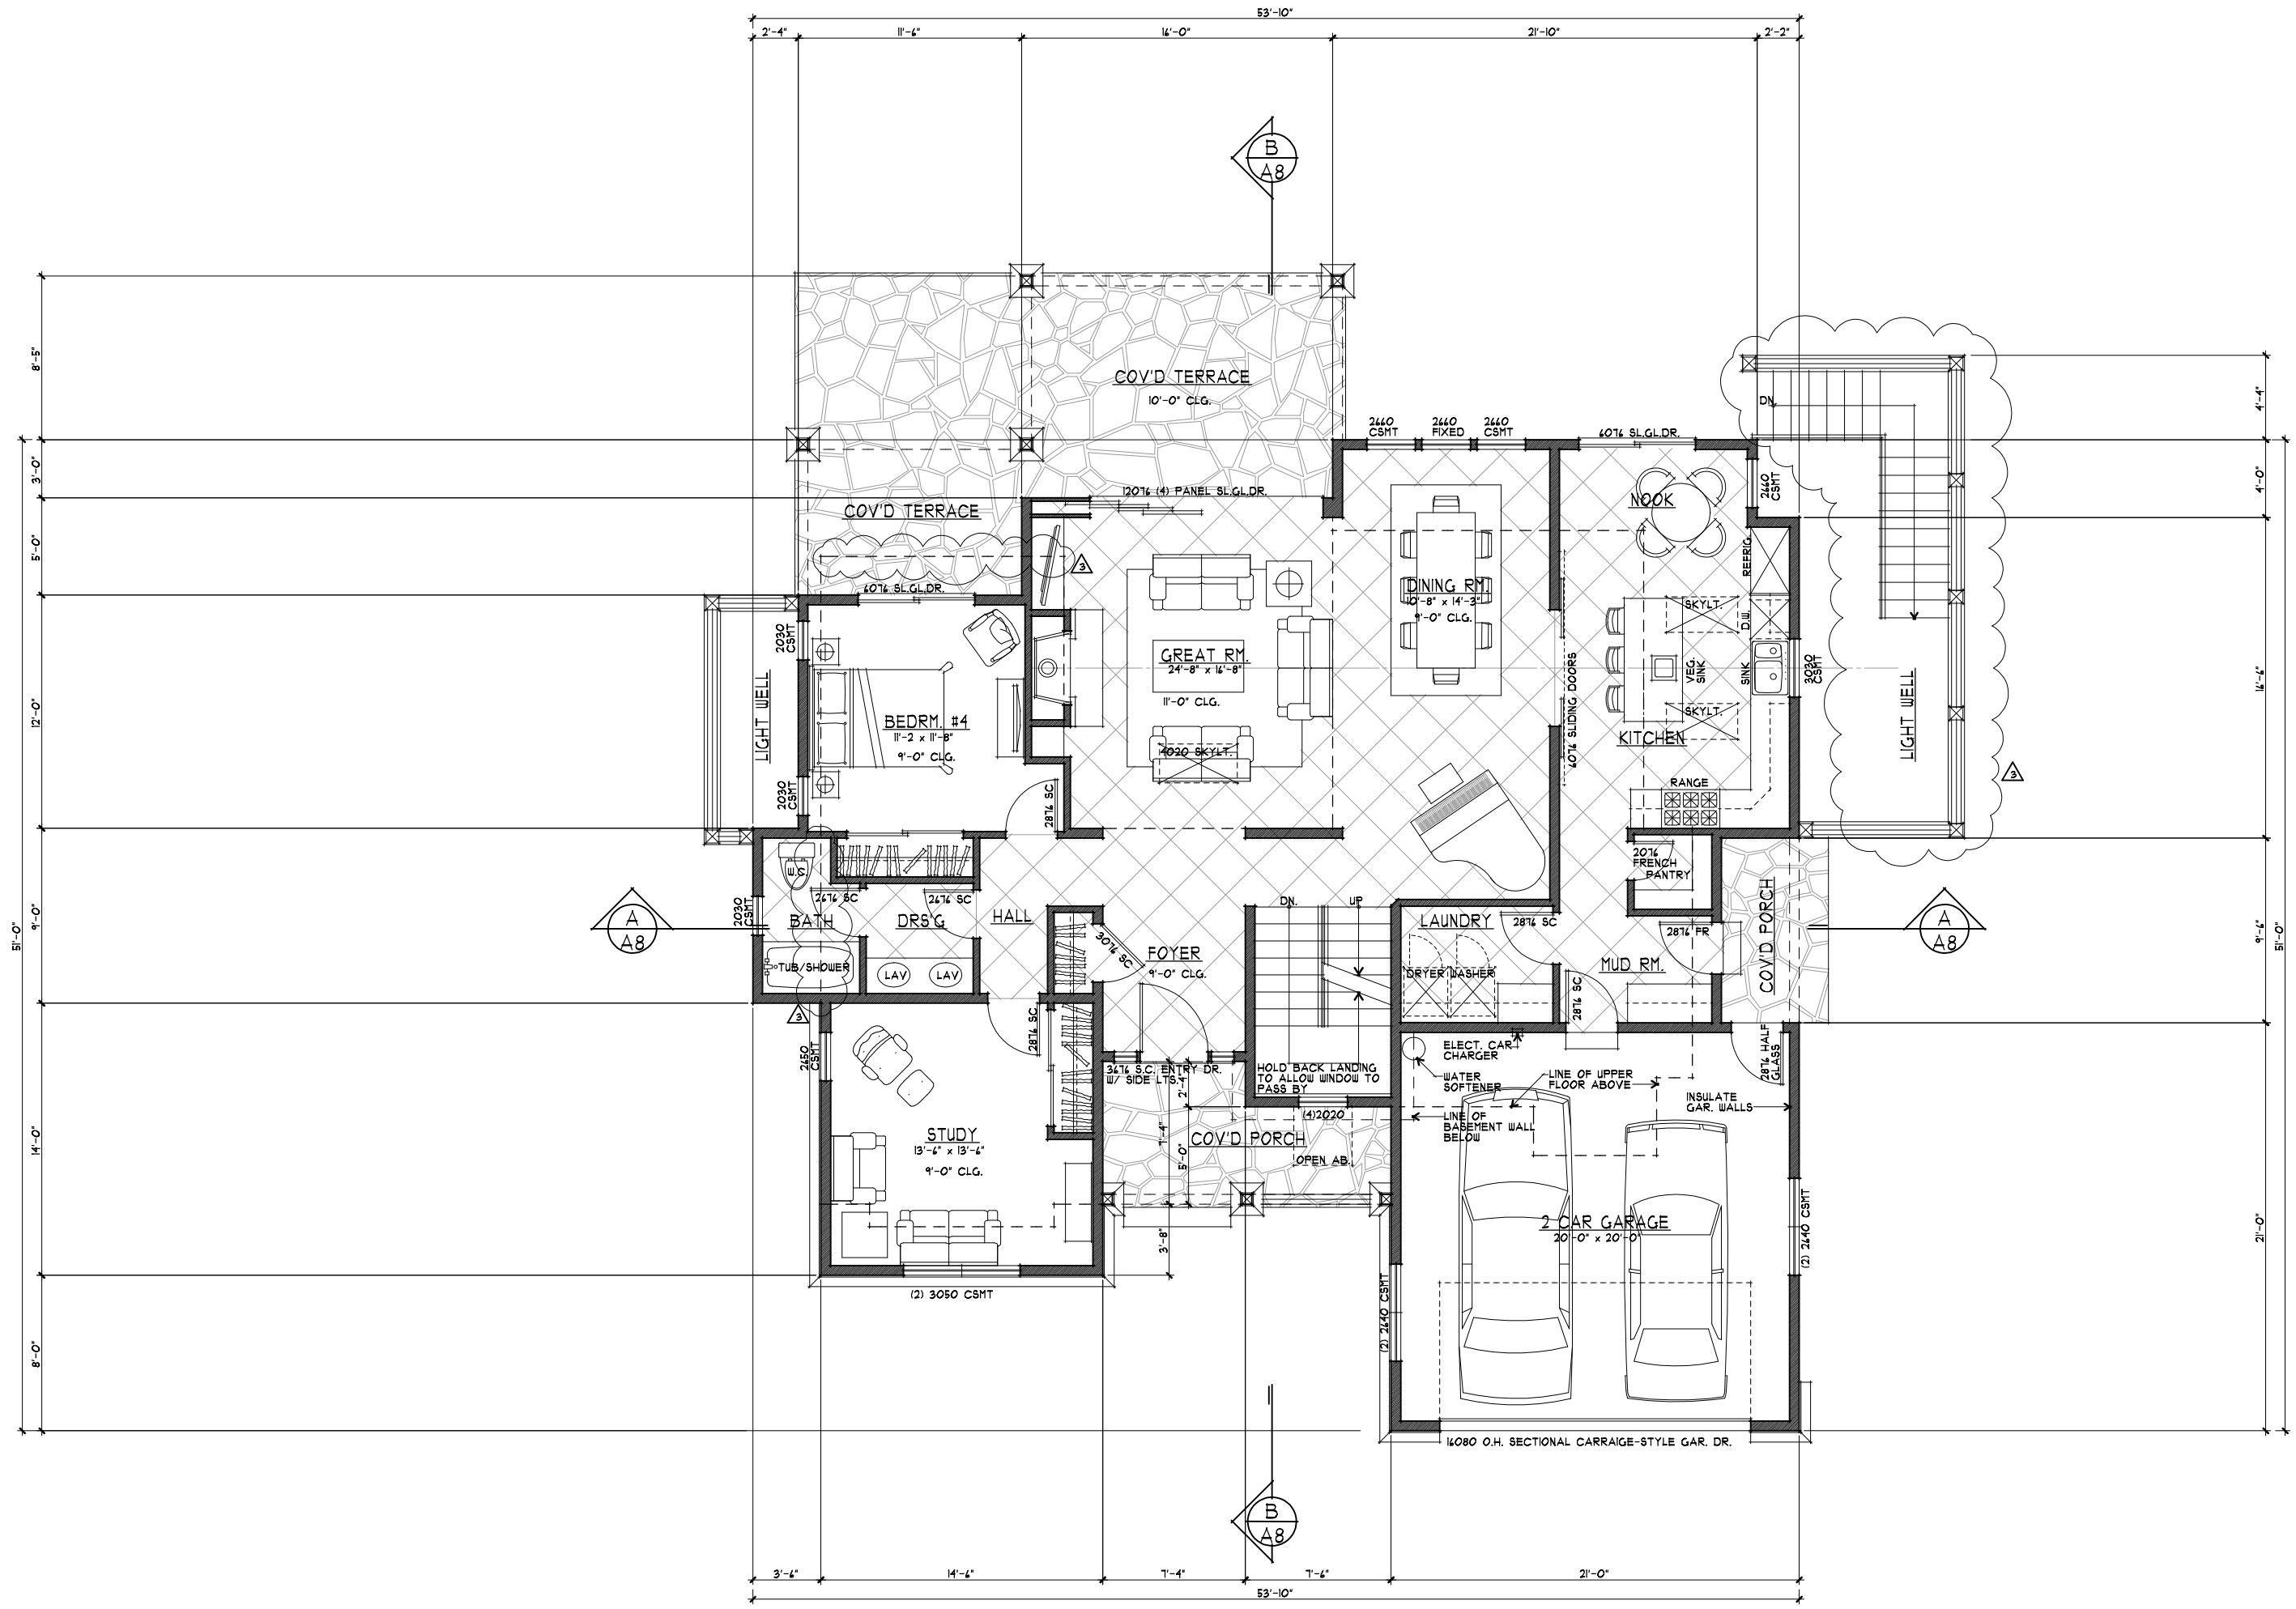 53'-10"
2'-4"
11'-6"
16'-0"
21'-10"
2'-2"
B
A8
8'-5"
3'-0"
5'-0"
12'-0"
9'-0"
14'-0"
8'-0"
51'-0"
4'-4"
4'-0"
16'-6"
9'-6"
21'-0"
51'-0"
COV'D TERRACE
10'-0" CLG.
COV'D TERRACE
3
12076 (4) PANEL SL.GL.DR.
2660
CSMT
2660
FIXED
2660
CSMT
6076 SL.GL.DR.
2660
CSMT
DN.
NOOK
REFRIG.
D.W.
SINK
VEG.
SINK
SKYLT.
SKYLT.
KITCHEN
RANGE
3030
CSMT
LIGHT WELL
3
6076 SL.GL.DR.
2030
CSMT
2030
CSMT
LIGHT WELL
BEDRM. #4
11'-2 x 11'-8"
9'-0" CLG.
2876 SC
GREAT RM.
24'-8" x 16'-8"
11'-0" CLG.
4020 SKYLT.
DINING RM.
10'-8" x 14'-3"
9'-0" CLG.
6076 SLIDING DOORS
2076
FRENCH
PANTRY
2876 FR
COV'D PORCH
A
A8
A
A8
2030
CSMT
W.C.
2676 SC
2676 SC
BATH
DRS'G
HALL
TUB/SHOWER
LAV
LAV
3
3076 SC
FOYER
9'-0" CLG.
DN.
UP
LAUNDRY
2876 SC
DRYER
WASHER
MUD RM.
2876 SC
2876 HALF
GLASS
2650
CSMT
2876 SC
STUDY
13'-6" x 13'-6"
9'-0" CLG.
(2) 3050 CSMT
3676 S.C. ENTRY DR.
W/ SIDE LTS.
2'-4"
7'-4"
5'-0"
3'-8"
HOLD BACK LANDING
TO ALLOW WINDOW TO
PASS BY
(4)2020
COV'D PORCH
OPEN AB.
ELECT. CAR
CHARGER
WATER
SOFTENER
LINE OF UPPER
FLOOR ABOVE
INSULATE
GAR. WALLS
LINE OF
BASEMENT WALL
BELOW
2 CAR GARAGE
20'-0" x 20'-0"
(2) 2640 CSMT
(2) 2640 CSMT
16080 O.H. SECTIONAL CARRAIGE-STYLE GAR. DR.
B
A8
3'-6"
14'-6"
7'-4"
7'-6"
21'-0"
53'-10"